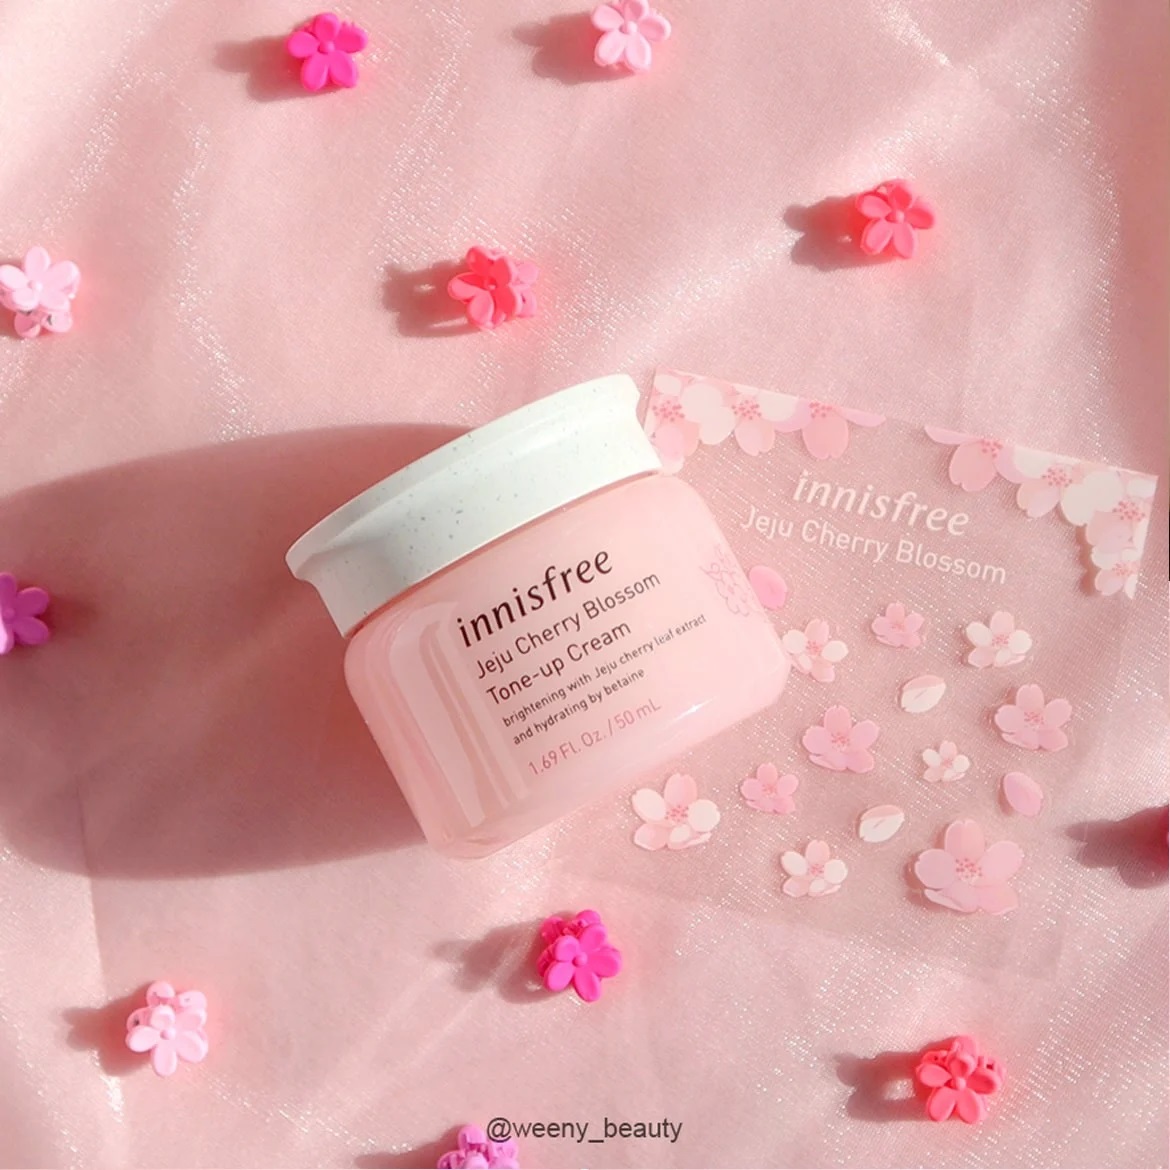 innisfree
Jeju Cherry Blossom
Tone-up Cream
brightening with Jeju cherry leaf extract
and hydrating by betaine
1.69 Fl. Oz. / 50 mL
innisfree
Jeju Cherry Blossom
@weeny_beauty